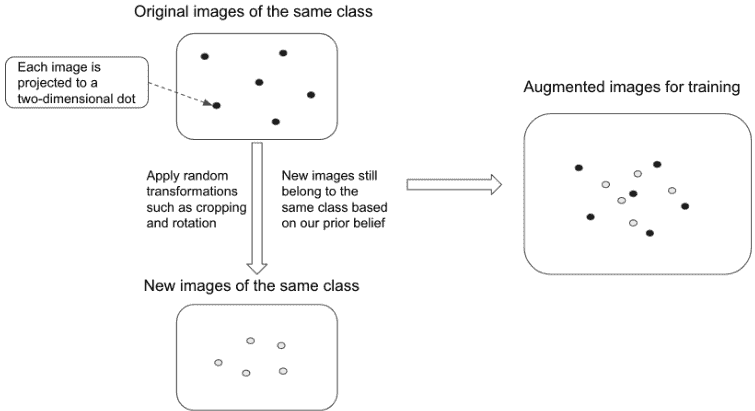 Original images of the same class
Each image is
projected to a
two-dimensional dot
Augmented images for training
Apply random
transformations
such as cropping
and rotation
New images still
belong to the
same class based
on our prior belief
New images of the same class